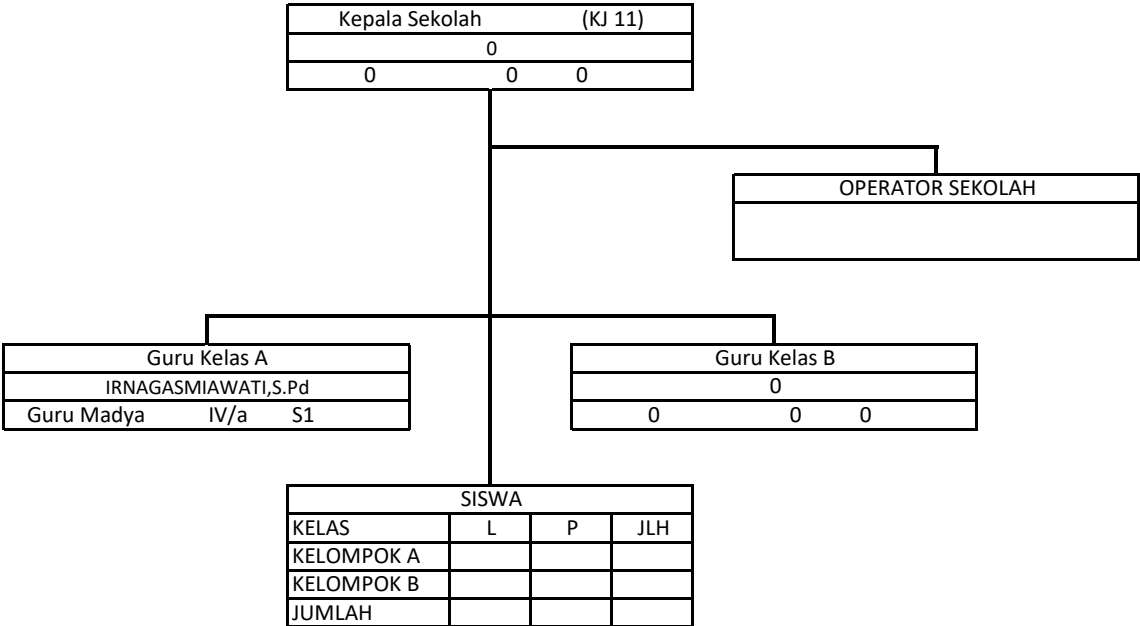 Kepala Sekolah (KJ 11)
0
0 0 0
OPERATOR SEKOLAH
Guru Kelas A
IRNAGASMIAWATI,S.Pd
Guru Madya IV/a S1
Guru Kelas B
0
0 0 0
SISWA
KELAS L P JLH
KELOMPOK A
KELOMPOK B
JUMLAH